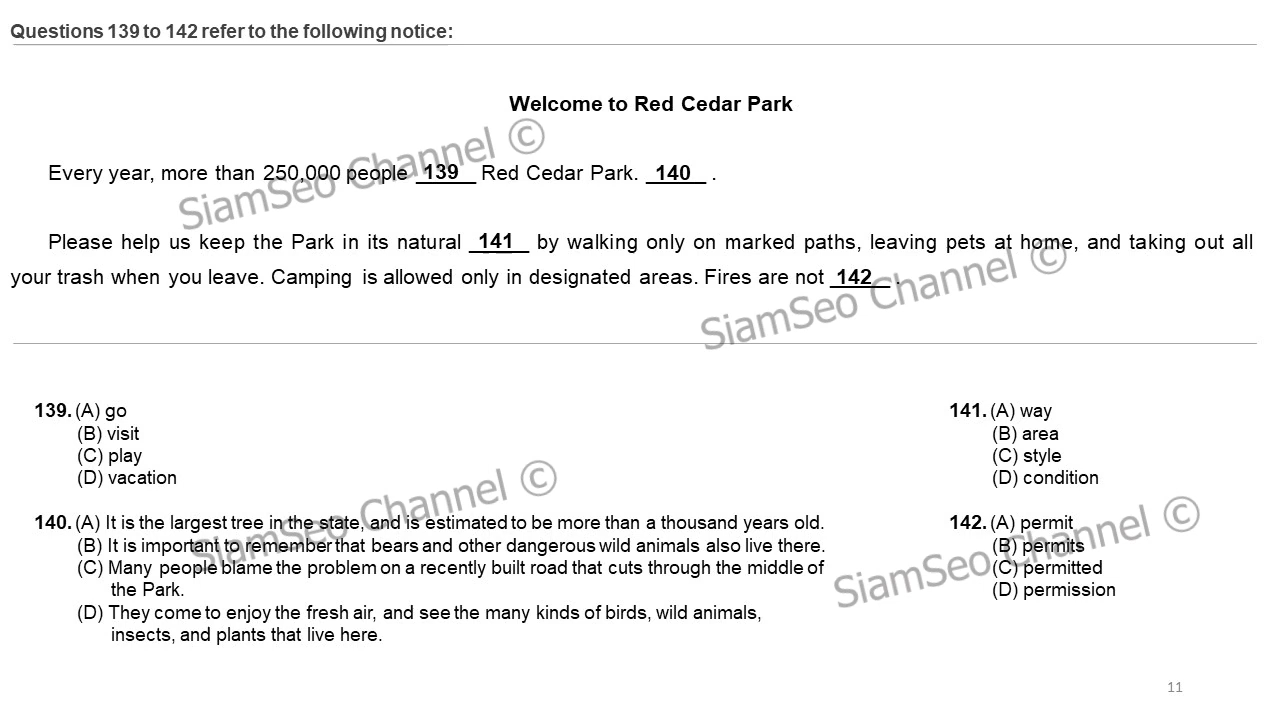 Questions 139 to 142 refer to the following notice:
Welcome to Red Cedar Park
Every year, more than 250,000 people 139 Red Cedar Park. 140 .
Please help us keep the Park in its natural 141 by walking only on marked paths, leaving pets at home, and taking out all
your trash when you leave. Camping is allowed only in designated areas. Fires are not 142 .
SiamSeo Channel ©
SiamSeo Channel ©
139. (A) go
(B) visit
(C) play
(D) vacation
140. (A) It is the largest tree in the state, and is estimated to be more than a thousand years old.
(B) It is important to remember that bears and other dangerous wild animals also live there.
(C) Many people blame the problem on a recently built road that cuts through the middle of
the Park.
(D) They come to enjoy the fresh air, and see the many kinds of birds, wild animals,
insects, and plants that live here.
141. (A) way
(B) area
(C) style
(D) condition
142. (A) permit
(B) permits
(C) permitted
(D) permission
SiamSeo Channel ©
SiamSeo Channel ©
11